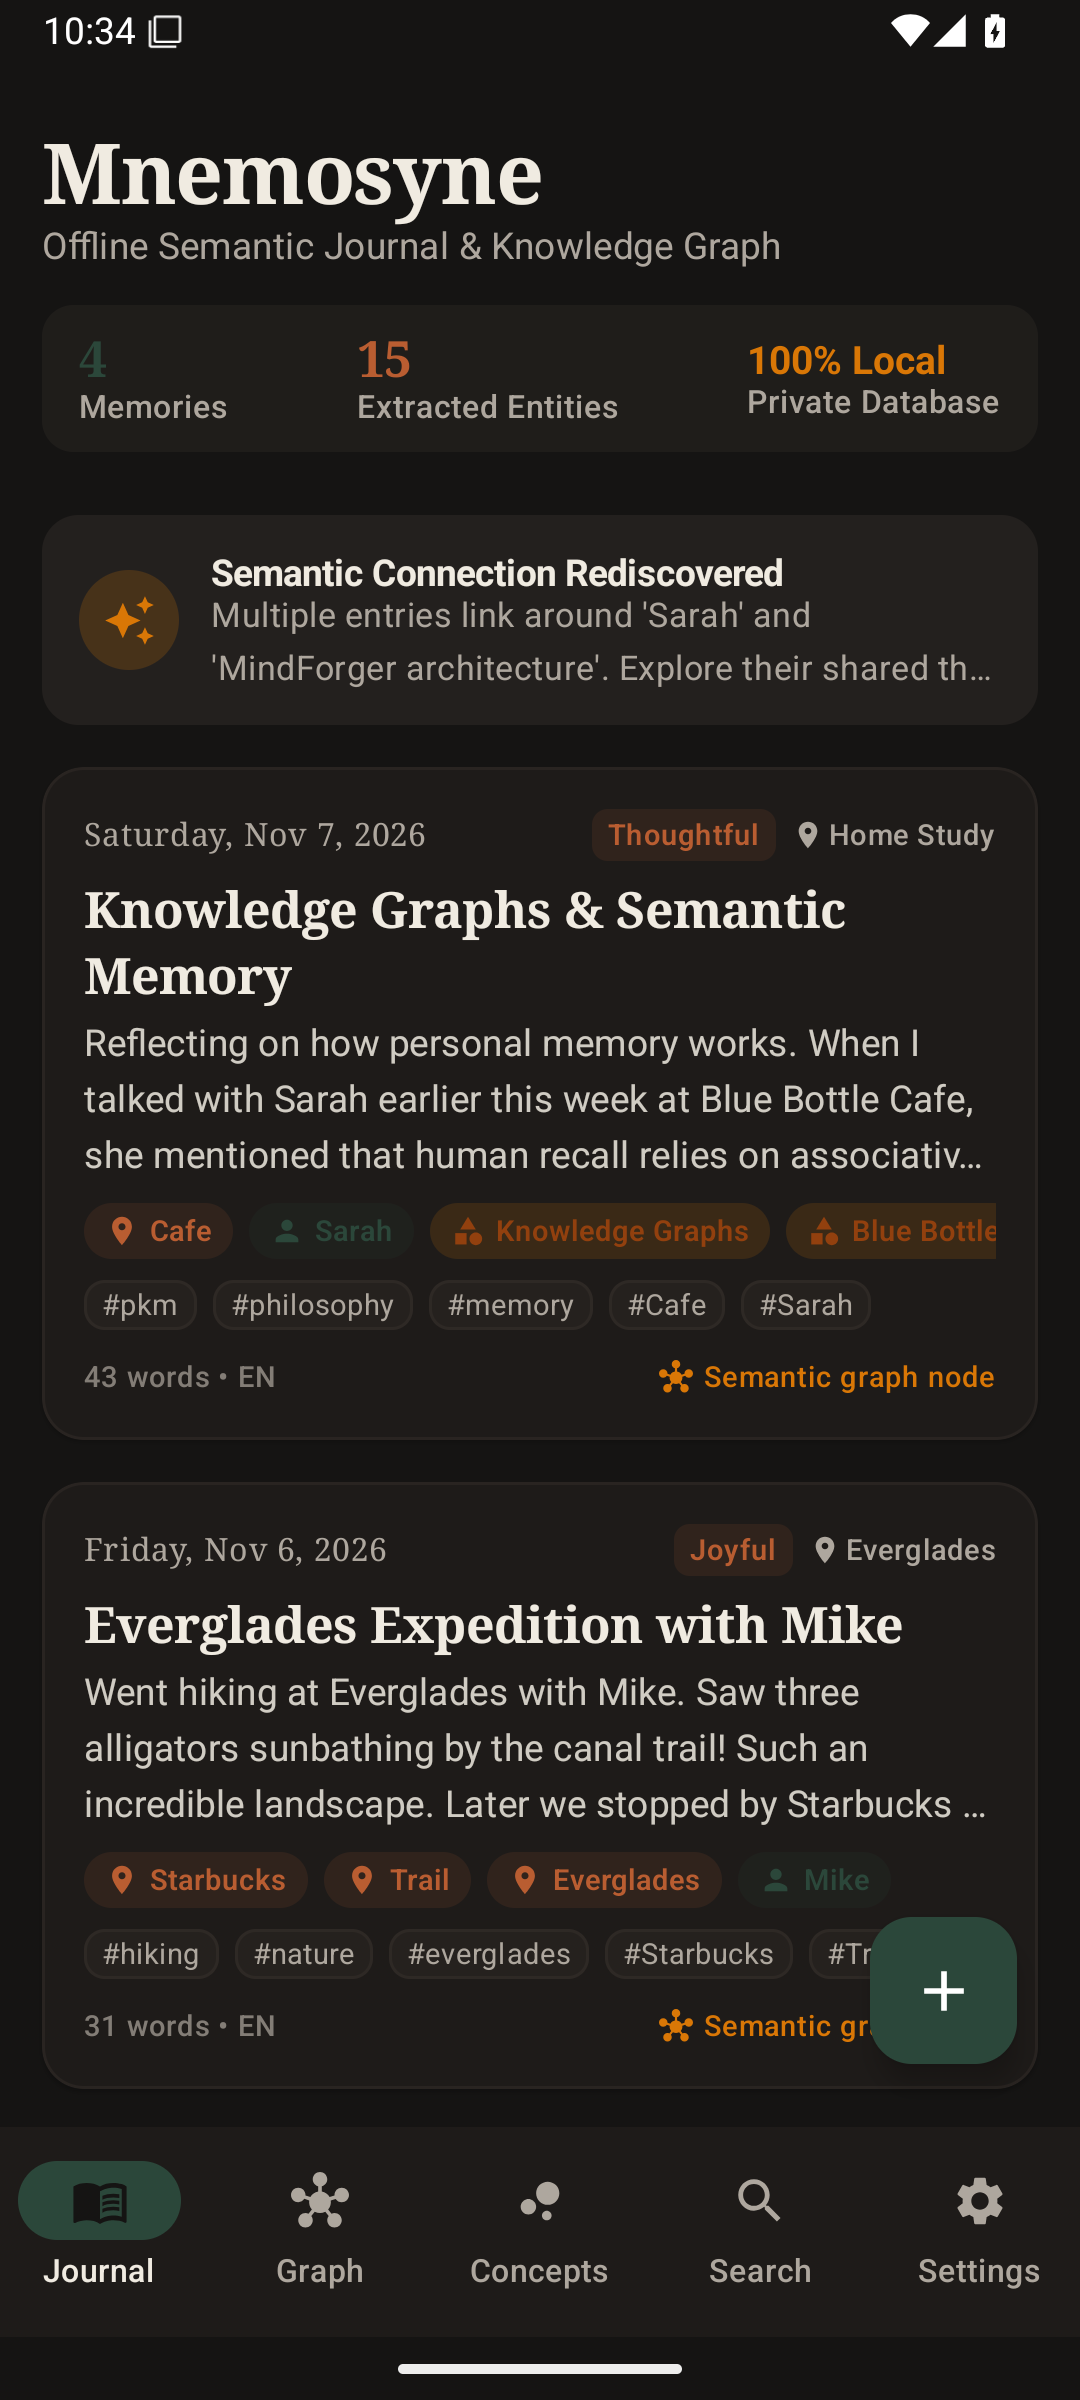 10:34
Mnemosyne
Offline Semantic Journal & Knowledge Graph
4
Memories
15
Extracted Entities
100% Local
Private Database
Semantic Connection Rediscovered
Multiple entries link around 'Sarah' and
'MindForger architecture'. Explore their shared th…
Saturday, Nov 7, 2026
Thoughtful
Home Study
Knowledge Graphs & Semantic
Memory
Reflecting on how personal memory works. When I
talked with Sarah earlier this week at Blue Bottle Cafe,
she mentioned that human recall relies on associativ…
Cafe
Sarah
Knowledge Graphs
Blue Bottle
#pkm
#philosophy
#memory
#Cafe
#Sarah
43 words • EN
Semantic graph node
Friday, Nov 6, 2026
Joyful
Everglades
Everglades Expedition with Mike
Went hiking at Everglades with Mike. Saw three
alligators sunbathing by the canal trail! Such an
incredible landscape. Later we stopped by Starbucks …
Starbucks
Trail
Everglades
Mike
#hiking
#nature
#everglades
#Starbucks
31 words • EN
Semantic
Journal
Graph
Concepts
Search
Settings